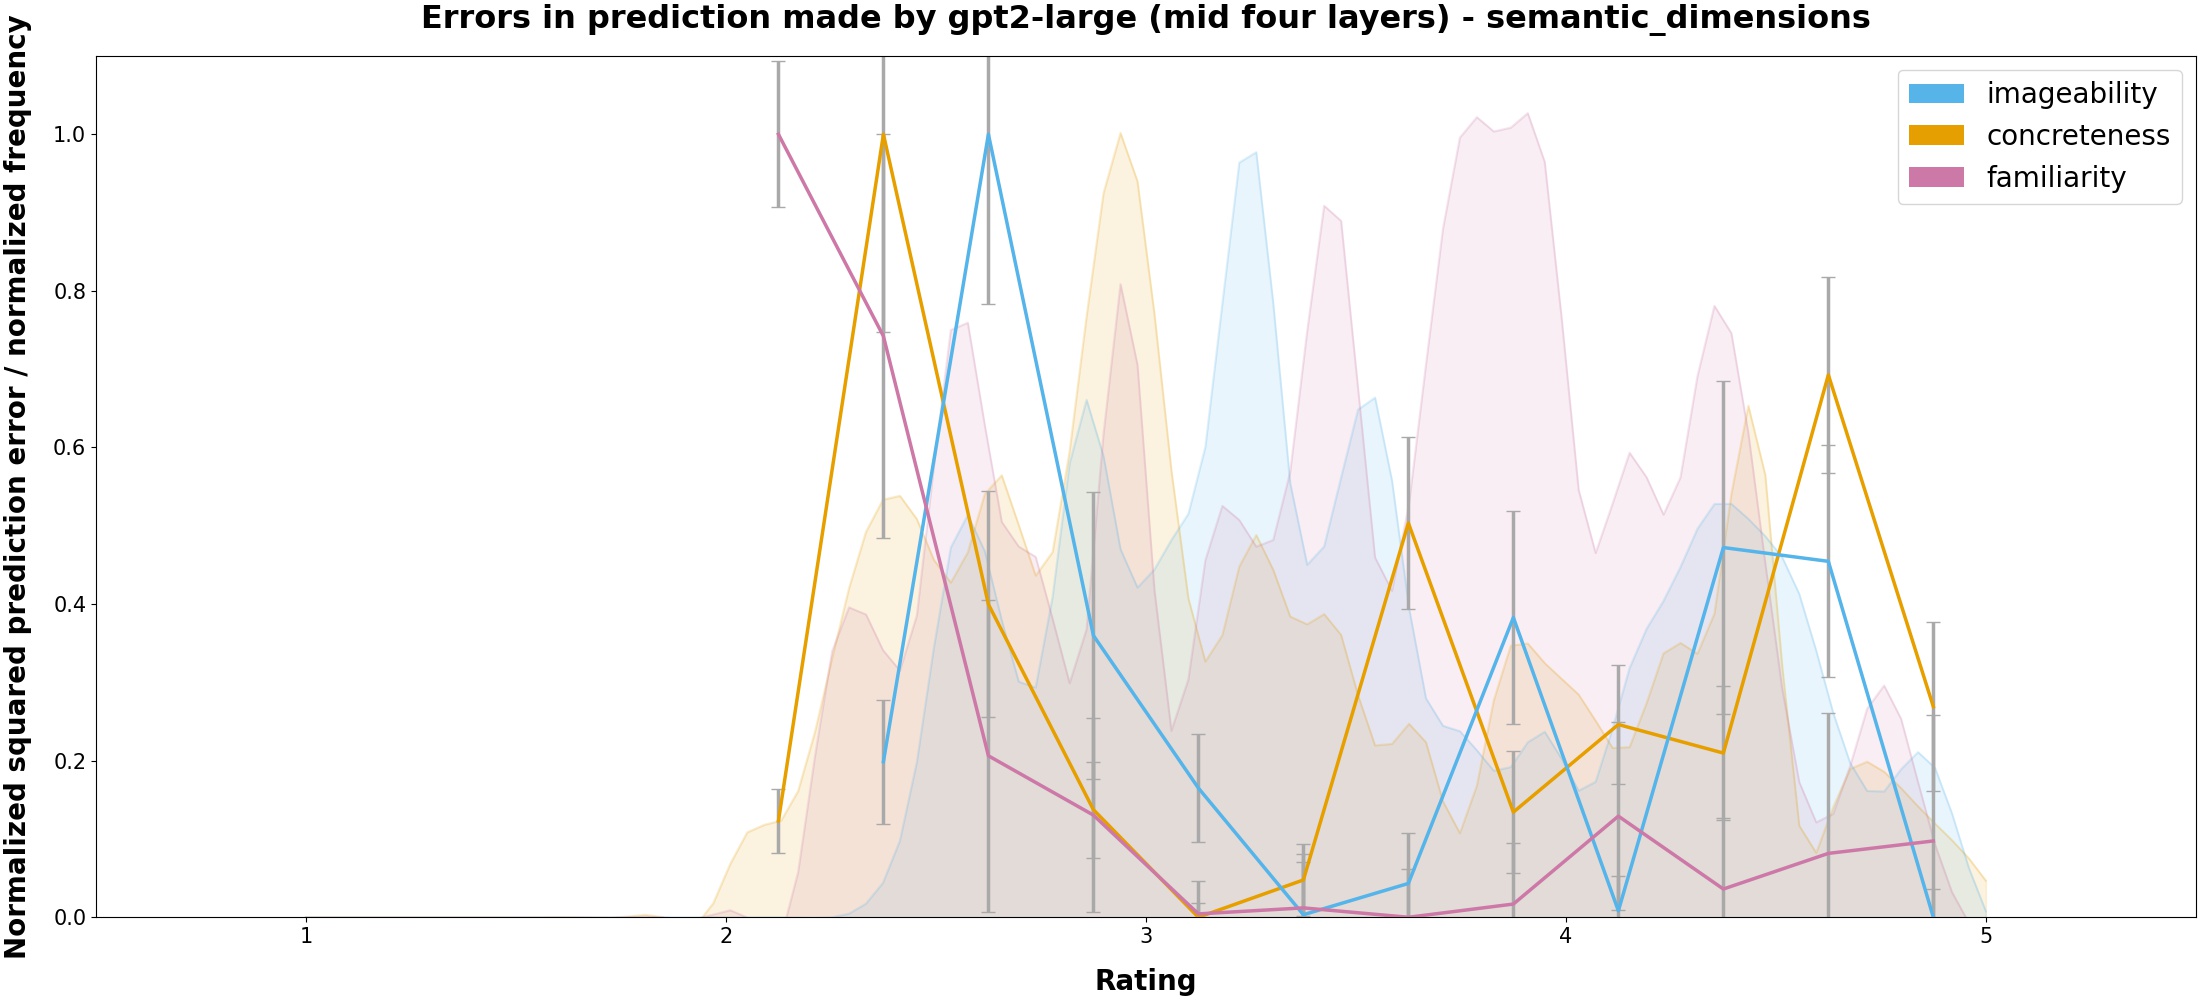 Errors in prediction made by gpt2-large (mid four layers) - semantic_dimensions
Normalized squared prediction error / normalized frequency
1.0
0.8
0.6
0.4
0.2
0.0
imageability
concreteness
familiarity
1
2
3
4
5
Rating